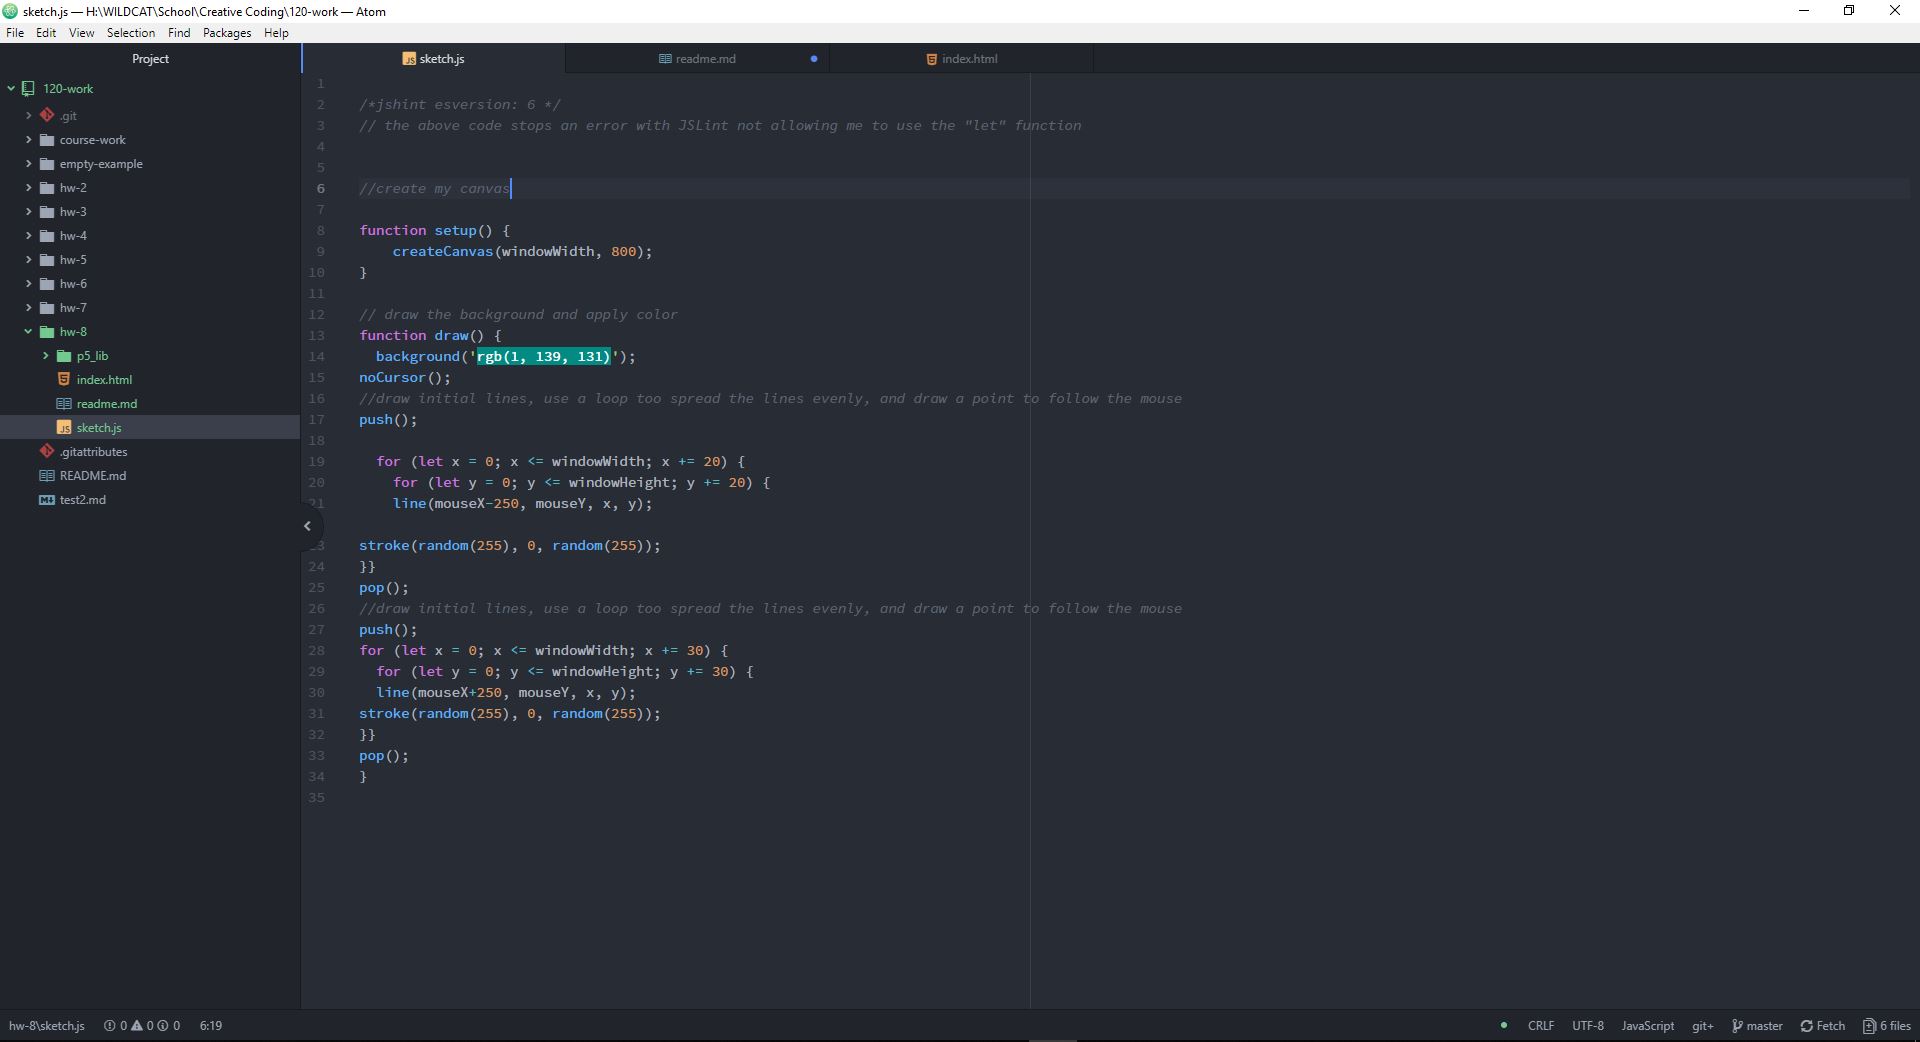 sketch.js — H:\WILDCAT\School\Creative Coding\120-work — Atom
File Edit View Selection Find Packages Help
Project
120-work
.git
course-work
empty-example
hw-2
hw-3
hw-4
hw-5
hw-6
hw-7
hw-8
p5_lib
index.html
readme.md
sketch.js
.gitattributes
README.md
test2.md
sketch.js readme.md index.html
1
2 /*jshint esversion: 6 */
3 // the above code stops an error with JSLint not allowing me to use the "let" function
4
5
6 //create my canvas
7
8 function setup() {
9 createCanvas(windowWidth, 800);
10 }
11
12 // draw the background and apply color
13 function draw() {
14 background('rgb(1, 139, 131)');
15 noCursor();
16 //draw initial lines, use a loop too spread the lines evenly, and draw a point to follow the mouse
17 push();
18
19 for (let x = 0; x <= windowWidth; x += 20) {
20 for (let y = 0; y <= windowHeight; y += 20) {
21 line(mouseX-250, mouseY, x, y);
3 stroke(random(255), 0, random(255));
24 }}
25 pop();
26 //draw initial lines, use a loop too spread the lines evenly, and draw a point to follow the mouse
27 push();
28 for (let x = 0; x <= windowWidth; x += 30) {
29 for (let y = 0; y <= windowHeight; y += 30) {
30 line(mouseX+250, mouseY, x, y);
31 stroke(random(255), 0, random(255));
32 }}
33 pop();
34 }
35
hw-8\sketch.js 0 0 0 6:19 CRLF UTF-8 JavaScript git+ master Fetch 6 files